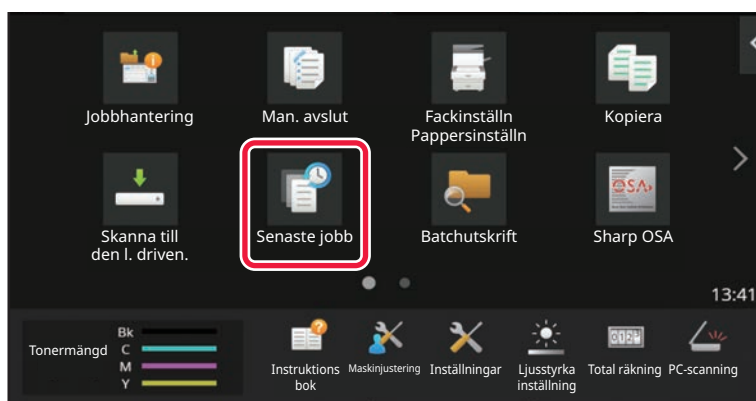 Jobbhantering
Man. avslut
Fackinställn
Pappersinställn
Kopiera
Skanna till
den l. driven.
Senaste jobb
Batchutskrift
OSA
Sharp OSA
13:41
Tonermängd
Bk
C
M
Y
Instruktions
bok
Maskinjustering
Inställningar
Ljusstyrka
inställning
Total räkning
PC-scanning